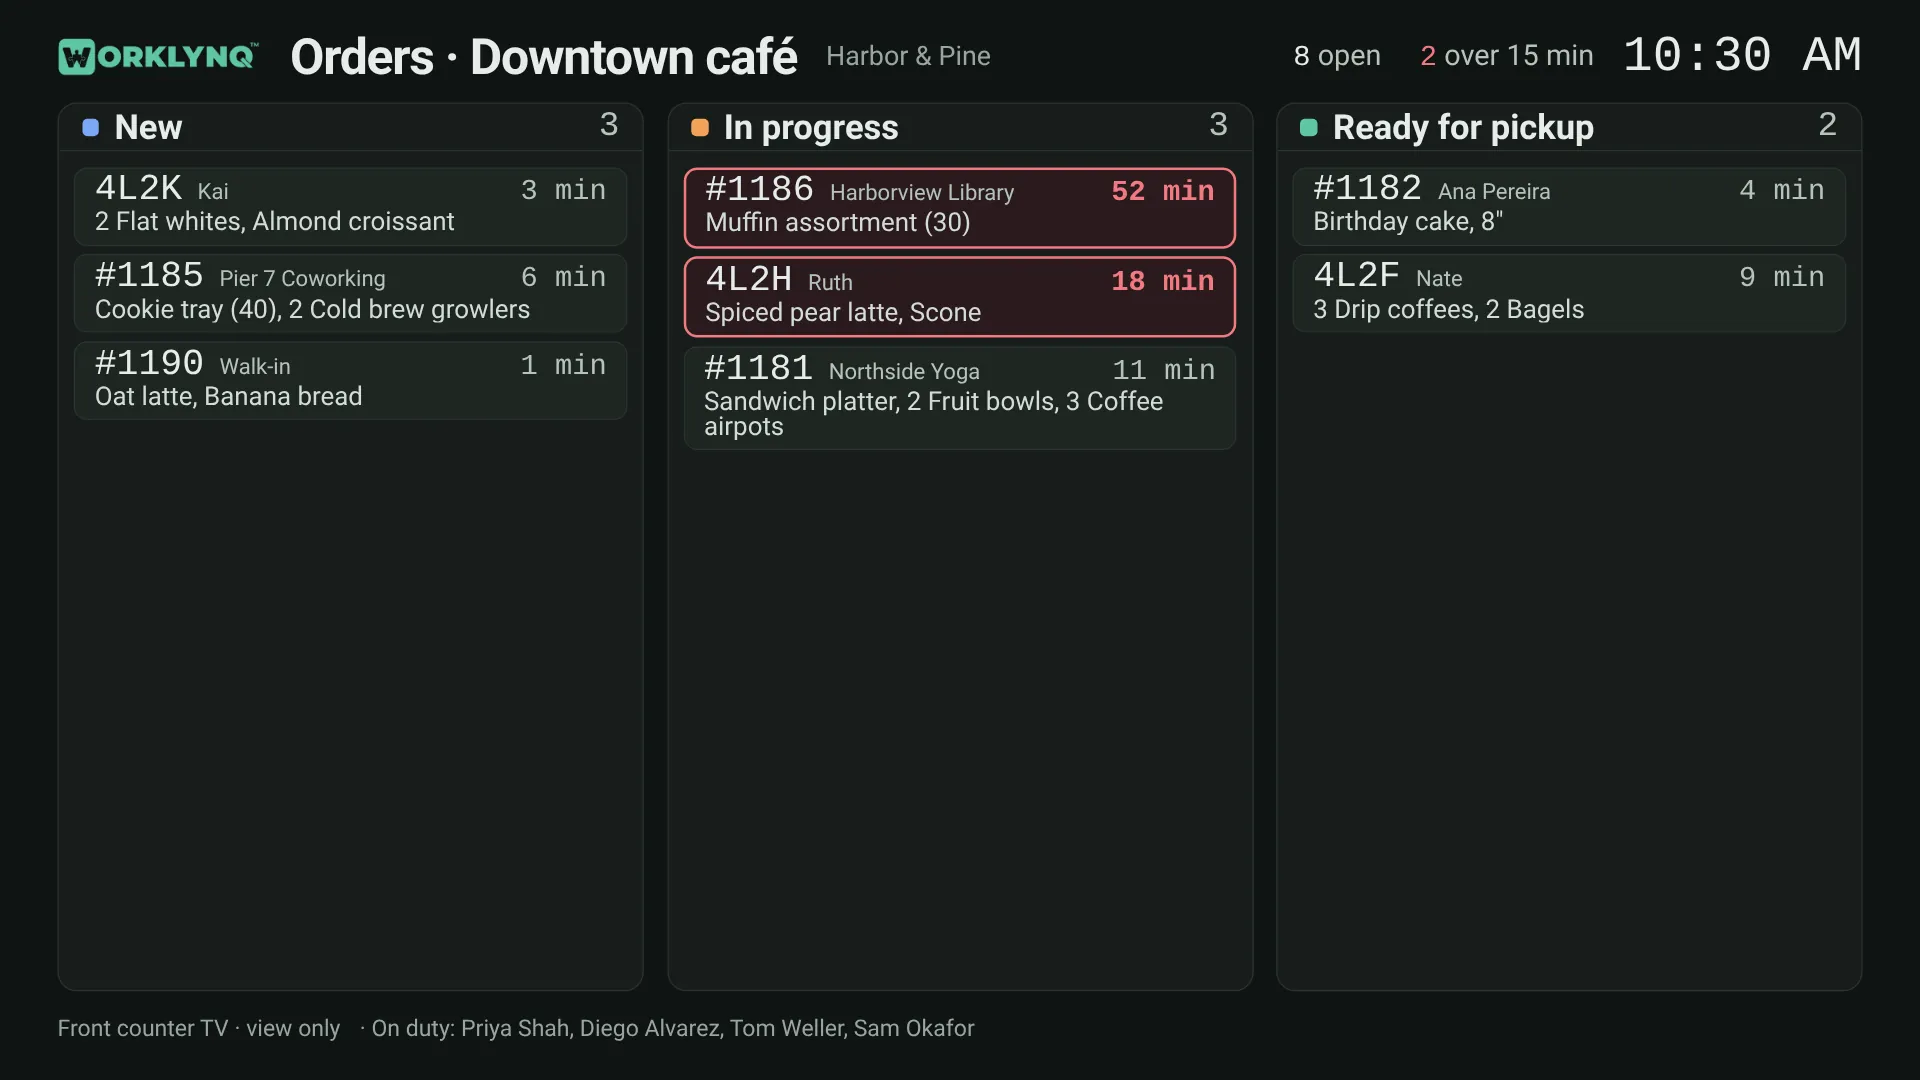 WORKLYNQ™ Orders · Downtown café Harbor & Pine 8 open 2 over 15 min 10:30 AM
New 3
4L2K Kai 3 min
2 Flat whites, Almond croissant
#1185 Pier 7 Coworking 6 min
Cookie tray (40), 2 Cold brew growlers
#1190 Walk-in 1 min
Oat latte, Banana bread
In progress 3
#1186 Harborview Library 52 min
Muffin assortment (30)
4L2H Ruth 18 min
Spiced pear latte, Scone
#1181 Northside Yoga 11 min
Sandwich platter, 2 Fruit bowls, 3 Coffee
airpots
Ready for pickup 2
#1182 Ana Pereira 4 min
Birthday cake, 8"
4L2F Nate 9 min
3 Drip coffees, 2 Bagels
Front counter TV · view only · On duty: Priya Shah, Diego Alvarez, Tom Weller, Sam Okafor